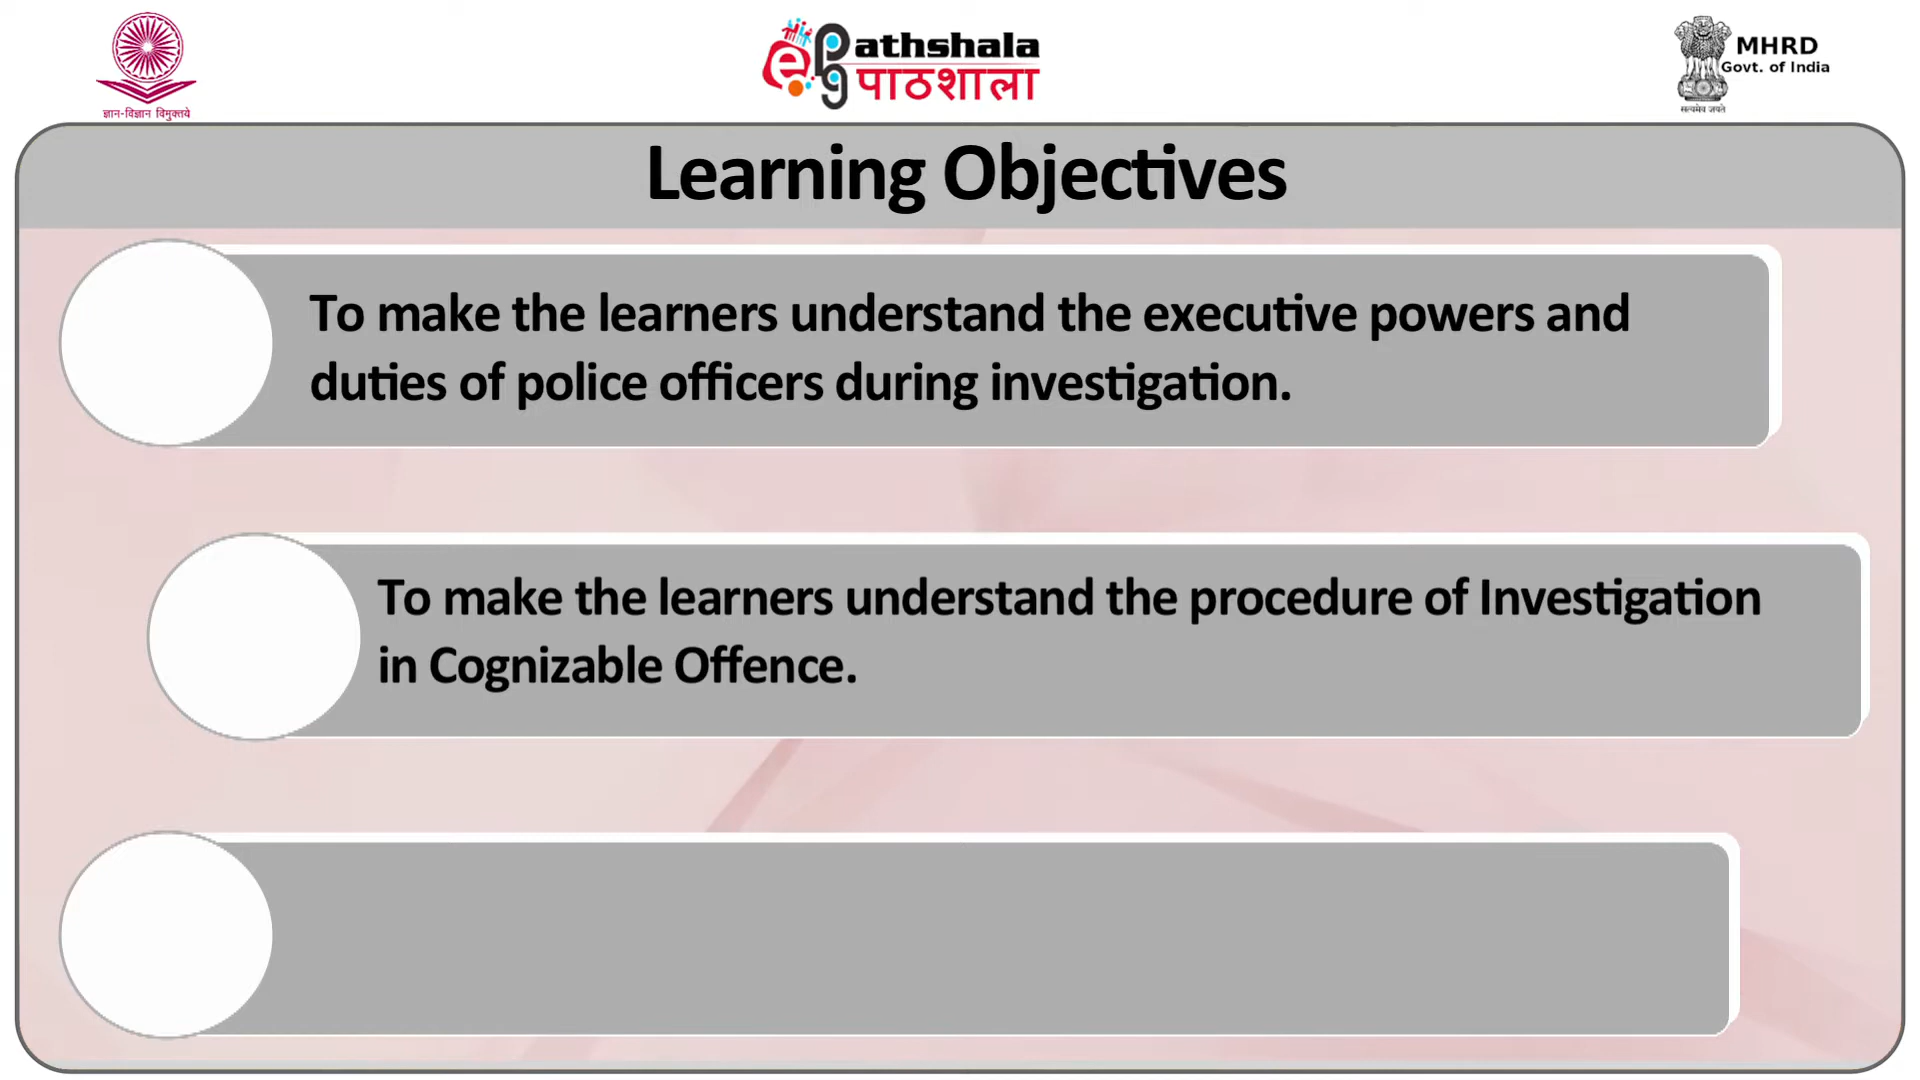 ज्ञान-विज्ञान विमुक्तये
e pg athshala
पाठशाला
MHRD
Govt. of India
सत्यमेव जयते
Learning Objectives
To make the learners understand the executive powers and
duties of police officers during investigation.
To make the learners understand the procedure of Investigation
in Cognizable Offence.